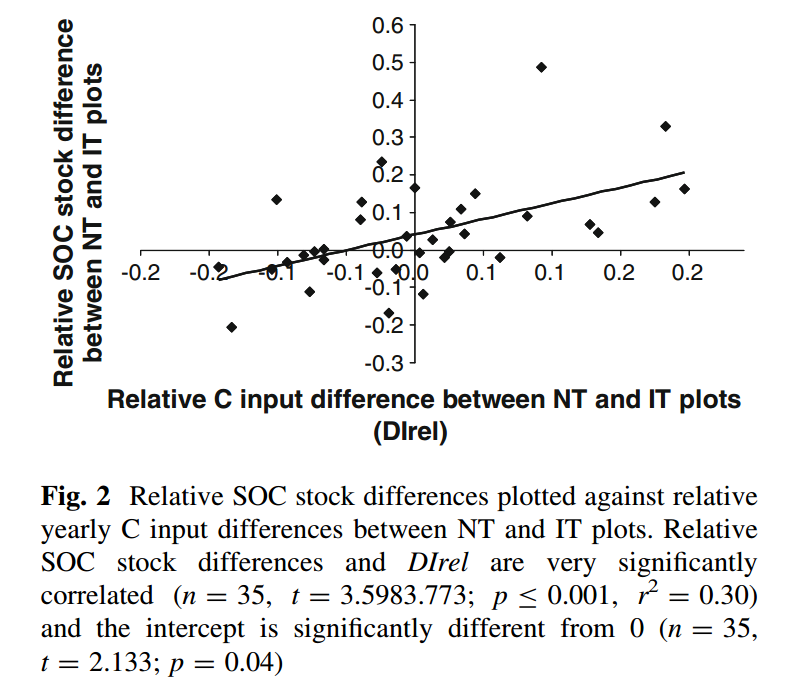 Relative SOC stock difference
between NT and IT plots
0.6
0.5
0.4
0.3
0.2
0.1
0.0
-0.2 -0.2 -0.1 -0.1 0.0 0.1 0.1 0.2 0.2
-0.1
-0.2
-0.3
Relative C input difference between NT and IT plots
(DIrel)
Fig. 2 Relative SOC stock differences plotted against relative
yearly C input differences between NT and IT plots. Relative
SOC stock differences and DIrel are very significantly
correlated (n = 35, t = 3.5983.773; p ≤ 0.001, r² = 0.30)
and the intercept is significantly different from 0 (n = 35,
t = 2.133; p = 0.04)